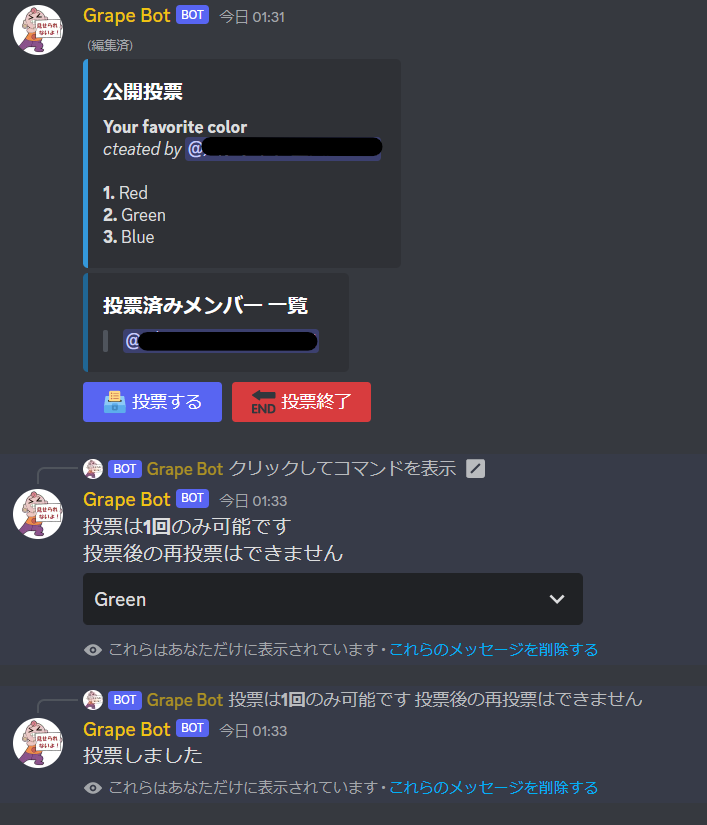 Grape Bot BOT 今日 01:31
(編集済)
公開投票
Your favorite color
cteated by @
1. Red
2. Green
3. Blue
投票済みメンバー 一覧
@
投票する
END 投票終了
BOT Grape Bot クリックしてコマンドを表示
見せられ
ないよ!
Grape Bot BOT 今日 01:33
投票は1回のみ可能です
投票後の再投票はできません
Green
これらはあなただけに表示されています・これらのメッセージを削除する
BOT Grape Bot 投票は1回のみ可能です 投票後の再投票はできません
Grape Bot BOT 今日 01:33
投票しました
これらはあなただけに表示されています・これらのメッセージを削除する